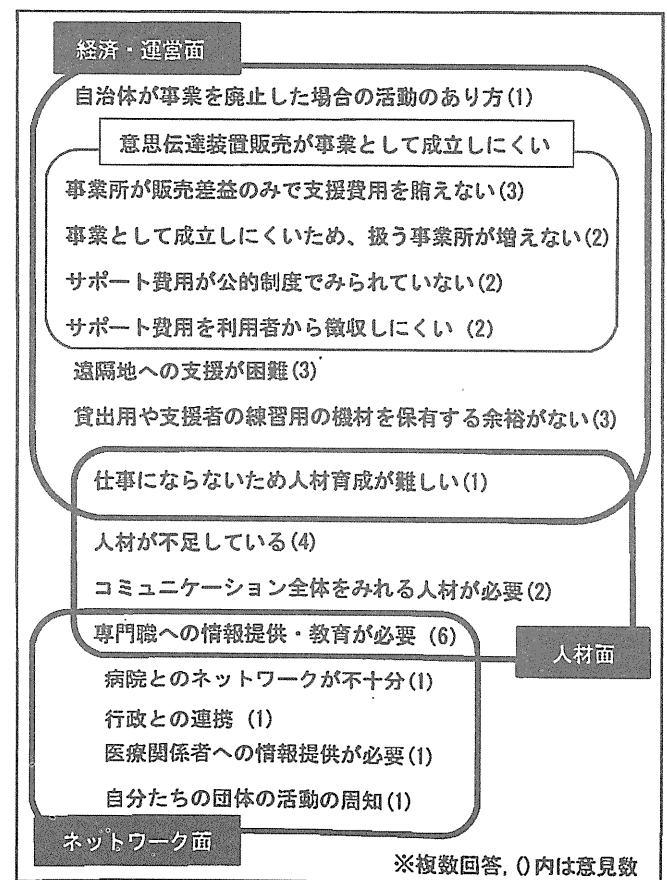 経済・運営面
自治体が事業を廃止した場合の活動のあり方(1)
意思伝達装置販売が事業として成立しにくい
事業所が販売差益のみで支援費用を賄えない(3)
事業として成立しにくいため、扱う事業所が増えない(2)
サポート費用が公的制度でみられていない(2)
サポート費用を利用者から徴収しにくい (2)
遠隔地への支援が困難(3)
貸出用や支援者の練習用の機材を保有する余裕がない(3)
仕事にならないため人材育成が難しい(1)
人材が不足している(4)
コミュニケーション全体をみれる人材が必要(2)
専門職への情報提供・教育が必要 (6)
人材面
病院とのネットワークが不十分(1)
行政との連携 (1)
医療関係者への情報提供が必要(1)
自分たちの団体の活動の周知(1)
ネットワーク面
※複数回答, ()内は意見数